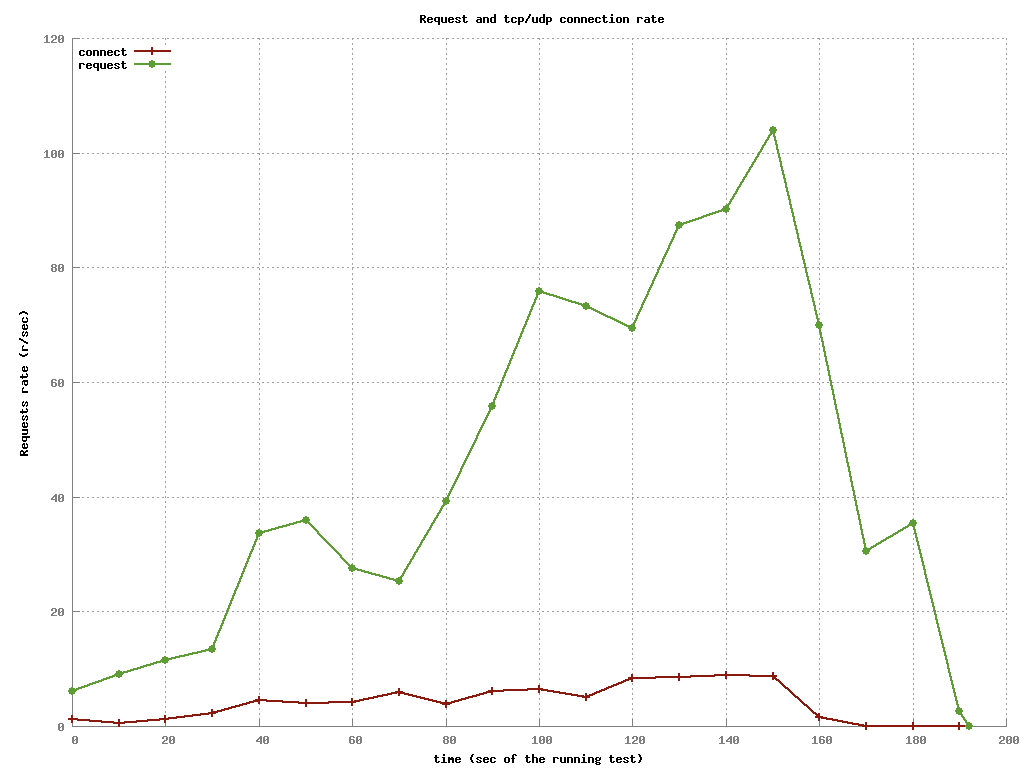 Request and tcp/udp connection rate
connect
request
120
100
80
60
40
20
0
Requests rate (r/sec)
0 20 40 60 80 100 120 140 160 180 200
time (sec of the running test)